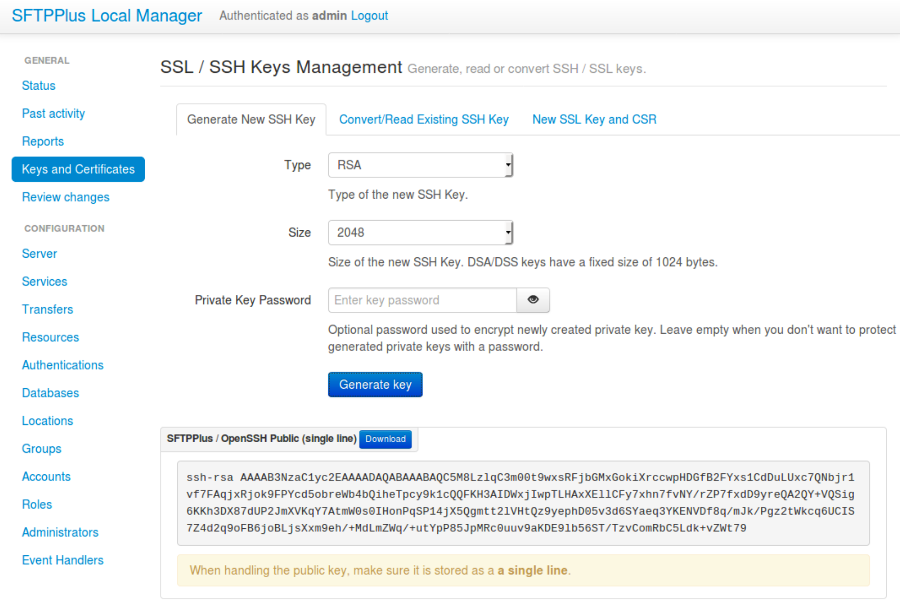 SFTPPlus Local Manager Authenticated as admin Logout
GENERAL
Status
Past activity
Reports
Keys and Certificates
Review changes
CONFIGURATION
Server
Services
Transfers
Resources
Authentications
Databases
Locations
Groups
Accounts
Roles
Administrators
Event Handlers
SSL / SSH Keys Management Generate, read or convert SSH / SSL keys.
Generate New SSH Key Convert/Read Existing SSH Key New SSL Key and CSR
Type RSA
Type of the new SSH Key.
Size 2048
Size of the new SSH Key. DSA/DSS keys have a fixed size of 1024 bytes.
Private Key Password Enter key password
Optional password used to encrypt newly created private key. Leave empty when you don't want to protect
generated private keys with a password.
Generate key
SFTPPlus / OpenSSH Public (single line) Download
ssh-rsa AAAAB3NzaC1yc2EAAAADAQABAAABAQC5M8LzlqC3m00t9wxsRFjbGMxGokiXrccwpHDGfB2FYxs1CdDuLUxc7QNbjr1
vf7FAqjxRjok9FPYcd5obreWb4bQiheTpcy9k1cQQFKH3AIDWxjIwpTLHAxXEllCFy7xhn7fvNY/rZP7fxdD9yreQA2QY+VQSig
6KKh3DX87dUP2JmXVKqY7AtmW0s0IHonPqSP14jX5Qgmtt2lVHtQz9yephD05v3d6SYaeq3YKENVDf8q/mJk/Pgz2tWkcq6UCIS
7Z4d2q9oFB6joBLjsXxm9eh/+MdLmZWq/+utYpP85JpMRc0uuv9aKDE9lb56ST/TzvComRbC5Ldk+vZWt79
When handling the public key, make sure it is stored as a a single line.